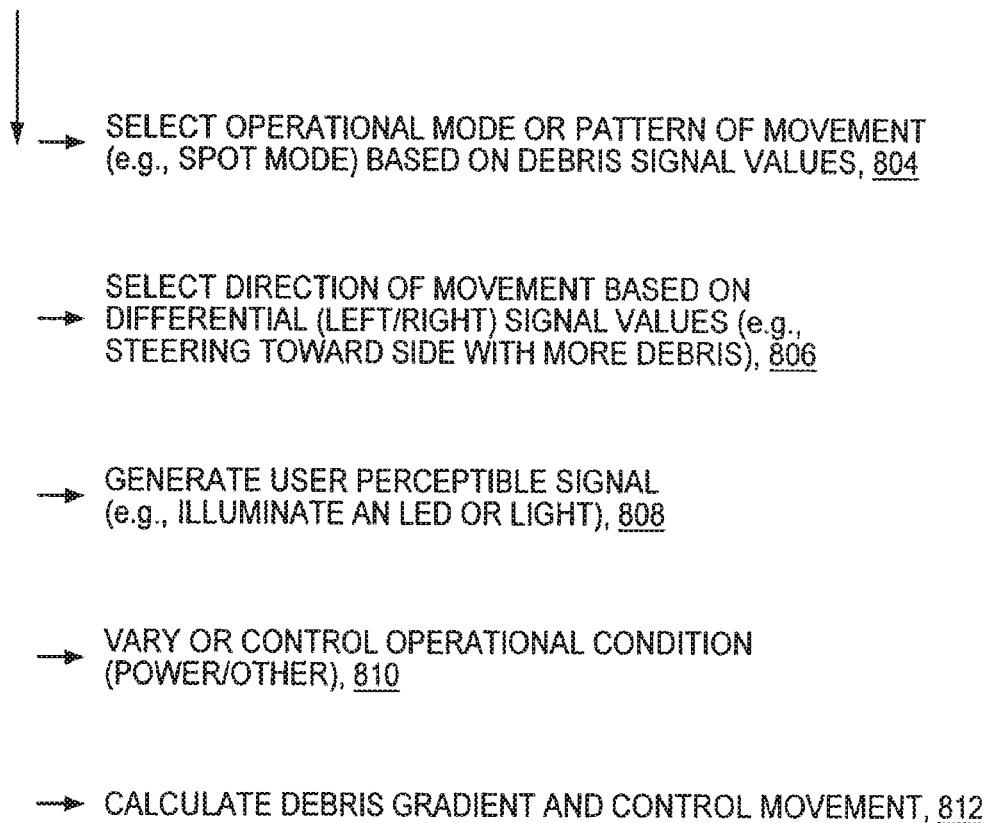 SELECT OPERATIONAL MODE OR PATTERN OF MOVEMENT
(e.g., SPOT MODE) BASED ON DEBRIS SIGNAL VALUES, 804
SELECT DIRECTION OF MOVEMENT BASED ON
DIFFERENTIAL (LEFT/RIGHT) SIGNAL VALUES (e.g.,
STEERING TOWARD SIDE WITH MORE DEBRIS), 806
GENERATE USER PERCEPTIBLE SIGNAL
(e.g., ILLUMINATE AN LED OR LIGHT), 808
VARY OR CONTROL OPERATIONAL CONDITION
(POWER/OTHER), 810
CALCULATE DEBRIS GRADIENT AND CONTROL MOVEMENT, 812